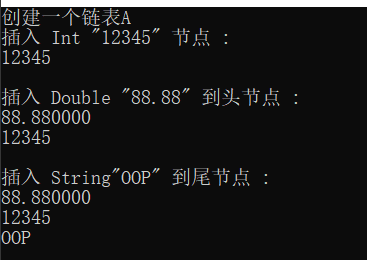 创建一个链表A
插入 Int "12345" 节点 :
12345
插入 Double "88.88" 到头节点 :
88.880000
12345
插入 String"OOP" 到尾节点 :
88.880000
12345
OOP